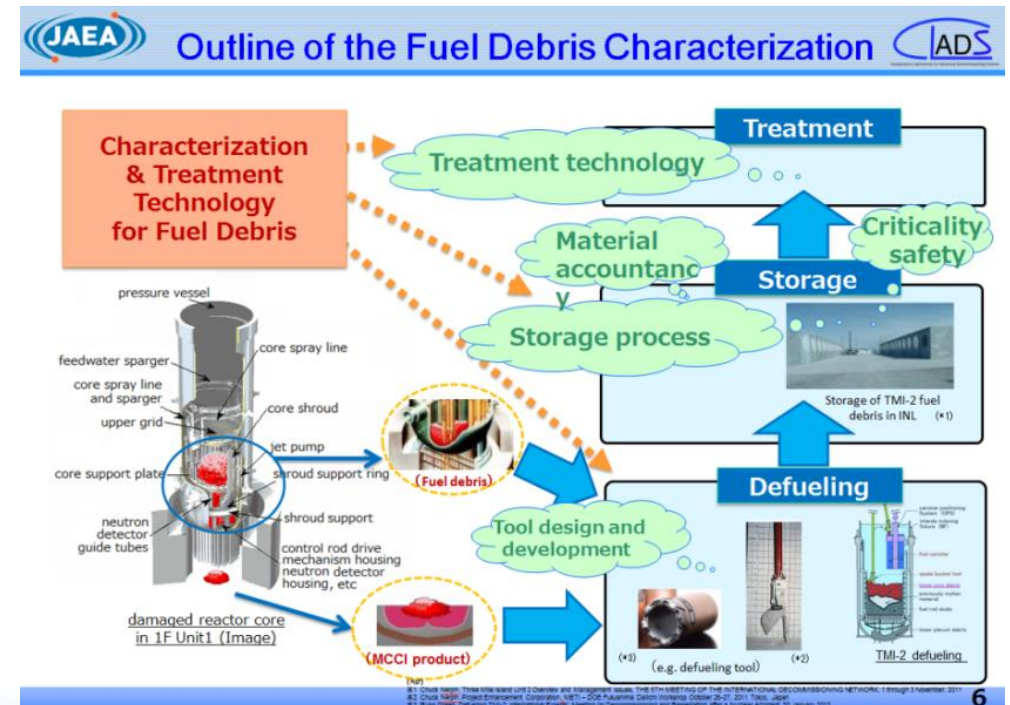 JAEA
Outline of the Fuel Debris Characterization
CLADS
Characterization
& Treatment
Technology
for Fuel Debris
Treatment technology
Treatment
Material
accountanc
y
Criticality
safety
Storage
Storage process
Storage of TMI-2 fuel
debris in INL (*1)
pressure vessel
feedwater sparger
core spray line
core spray line
and sparger
core shroud
upper grid
jet pump
core support plate
shroud support ring
(Fuel debris)
shroud support
neutron
detector
guide tubes
control rod drive
mechanism housing
neutron detector
housing, etc
damaged reactor core
in 1F Unit1 (Image)
(MCCI product)
Tool design and
development
Defueling
(*3)
(e.g. defueling tool)
(*2)
fuel canister
previously molten
material
TMI-2 defueling
6